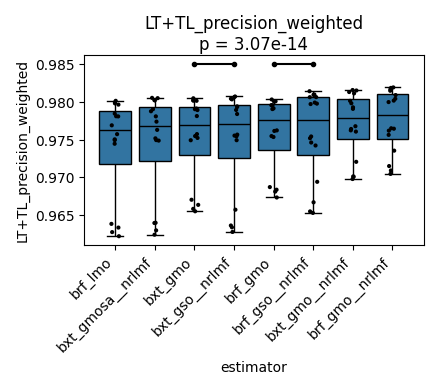 LT+TL_precision_weighted
p = 3.07e-14
LT+TL_precision_weighted
0.985
0.980
0.975
0.970
0.965
brf_lmo
bxt_gmosa__nrlmf
bxt_gmo
bxt_gso__nrlmf
brf_gmo
brf_gso__nrlmf
bxt_gmo__nrlmf
brf_gmo__nrlmf
estimator